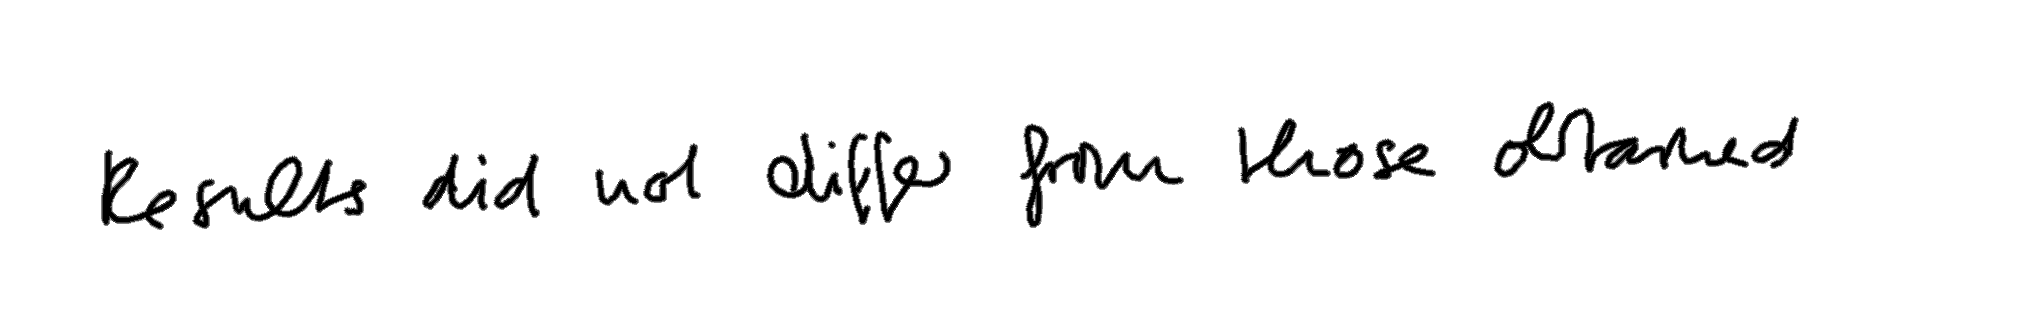 Results did not differ from those obtained